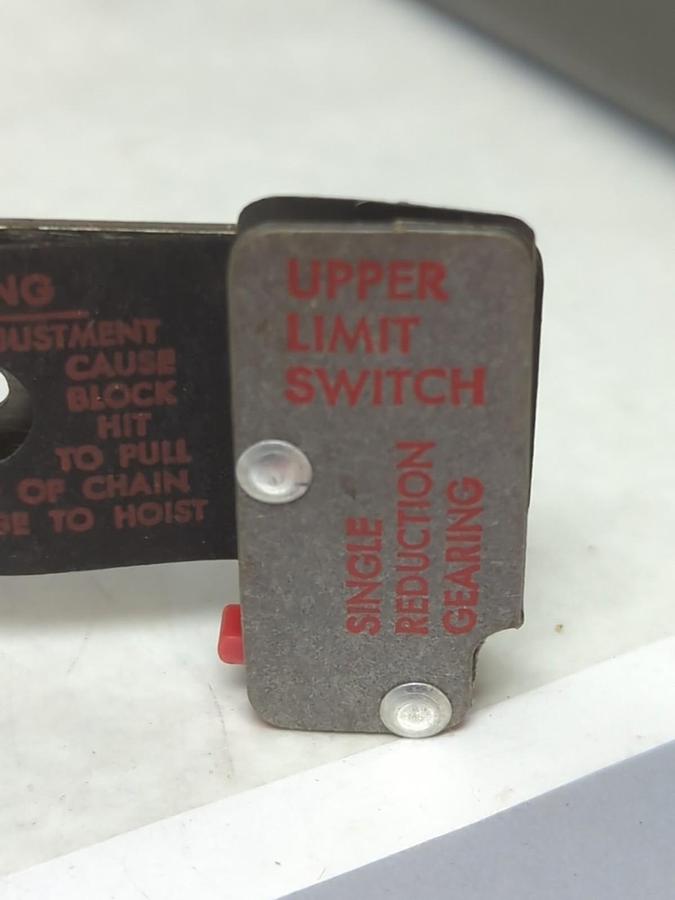 NG
JUSTMENT
CAUSE
BLOCK
HIT
TO PULL
OF CHAIN
GE TO HOIST
UPPER
LIMIT
SWITCH
SINGLE
REDUCTION
GEARING